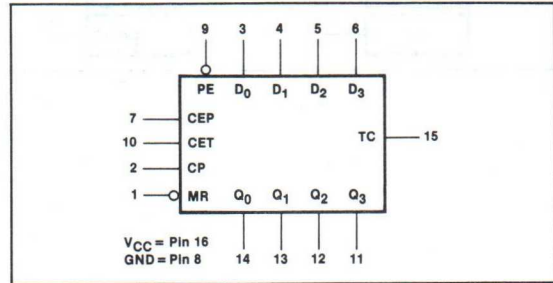 9 3 4 5 6
PE D0 D1 D2 D3
7 CEP
10 CET
TC 15
2 CP
1 MR Q0 Q1 Q2 Q3
VCC = Pin 16
GND = Pin 8
14 13 12 11